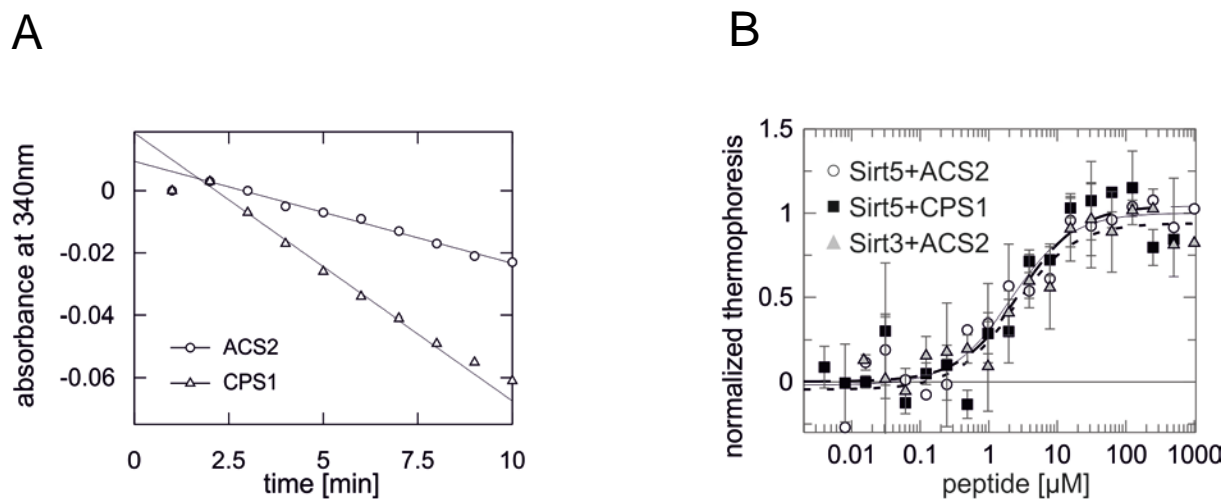 A
absorbance at 340nm
0
-0.02
-0.04
-0.06
ACS2
CPS1
0
2.5
5
7.5
10
time [min]
B
normalized thermophoresis
1.5
1
0.5
0
Sirt5+ACS2
Sirt5+CPS1
Sirt3+ACS2
0.01
0.1
1
10
100
1000
peptide [µM]